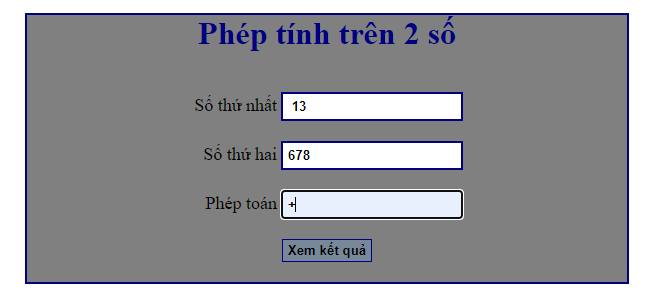 Phép tính trên 2 số
Số thứ nhất 13
Số thứ hai 678
Phép toán +
Xem kết quả